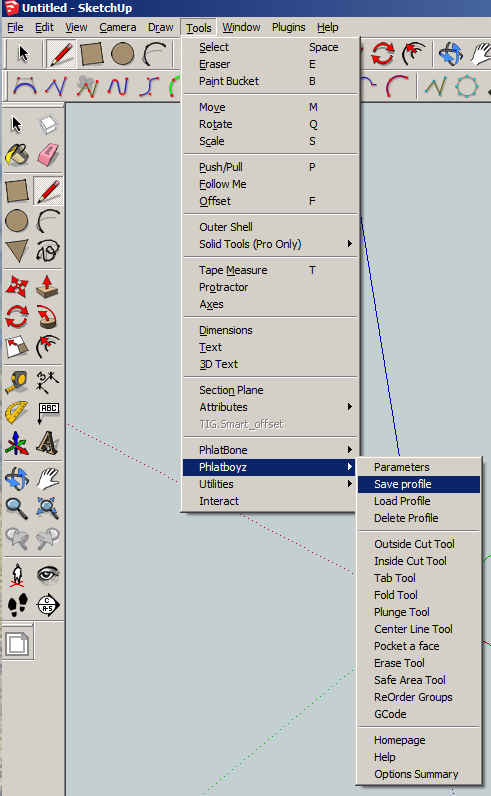 Untitled - SketchUp
File Edit View Camera Draw Tools Window Plugins Help
Select Space
Eraser E
Paint Bucket B
Move M
Rotate Q
Scale S
Push/Pull P
Follow Me
Offset F
Outer Shell
Solid Tools (Pro Only)
Tape Measure T
Protractor
Axes
Dimensions
Text
3D Text
Section Plane
Attributes
TIG.Smart_offset
PhlatBone
Phlatboyz
Utilities
Interact
Parameters
Save profile
Load Profile
Delete Profile
Outside Cut Tool
Inside Cut Tool
Tab Tool
Fold Tool
Plunge Tool
Center Line Tool
Pocket a face
Erase Tool
Safe Area Tool
ReOrder Groups
GCode
Homepage
Help
Options Summary
ABC
A
C
A-5